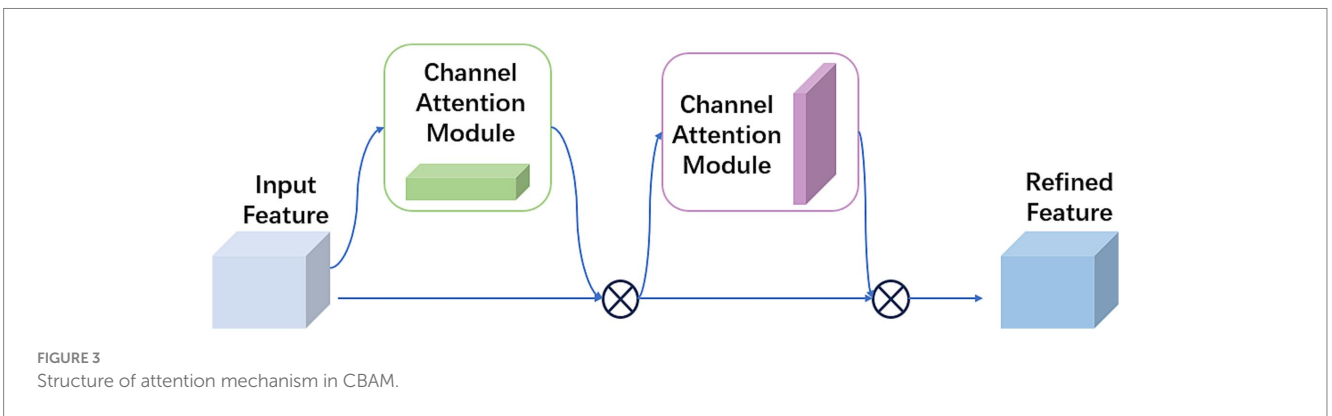 Channel
Attention
Module
Channel
Attention
Module
Input
Feature
Refined
Feature
FIGURE 3
Structure of attention mechanism in CBAM.